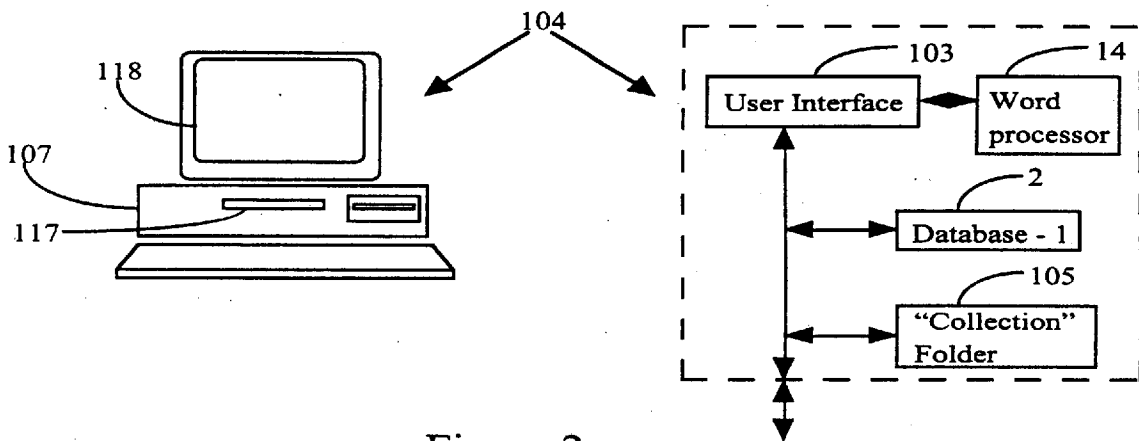 104
118
103
14
User Interface
Word
processor
107
117
2
Database - 1
105
“Collection”
Folder